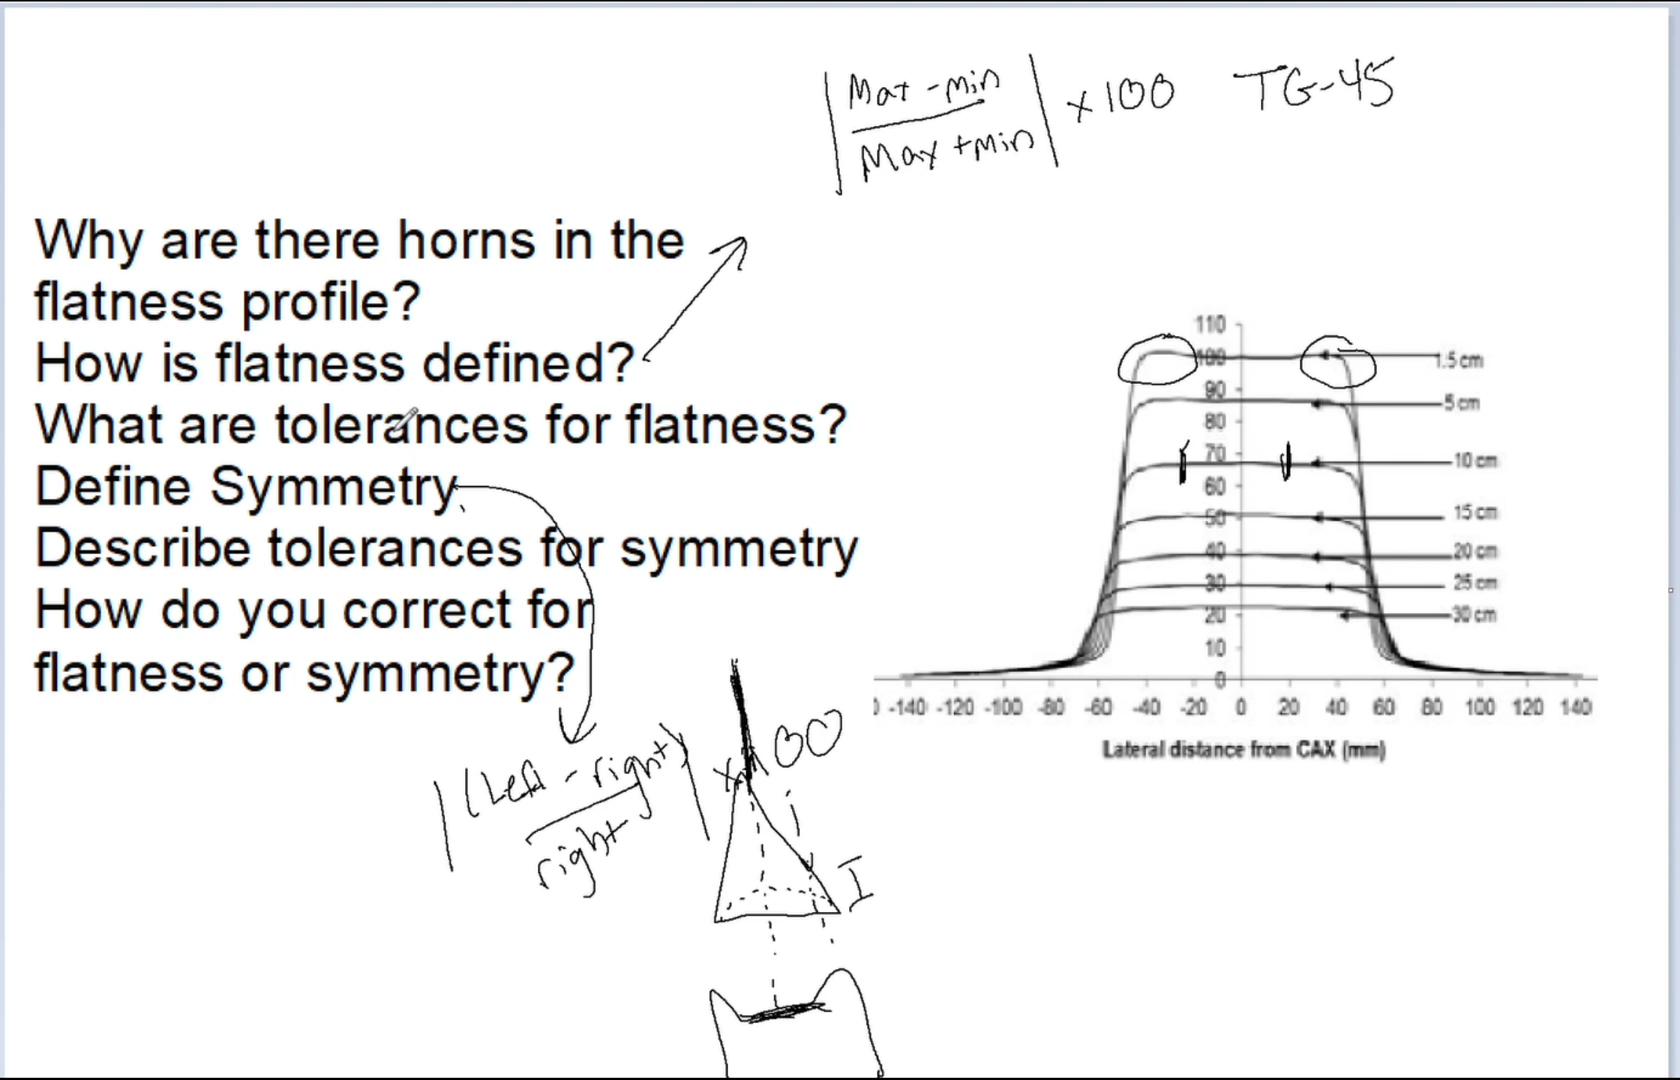 |Max - min| x 100 TG-45
Max + min
Why are there horns in the
flatness profile?
How is flatness defined?
What are tolerances for flatness?
Define Symmetry
Describe tolerances for symmetry
How do you correct for
flatness or symmetry?
110
100
90
80
70
60
50
40
30
20
10
0
1.5 cm
5 cm
10 cm
15 cm
20 cm
25 cm
30 cm
-140 -120 -100 -80 -60 -40 -20 0 20 40 60 80 100 120 140
Lateral distance from CAX (mm)
|(Left - right)| x 100
right
I